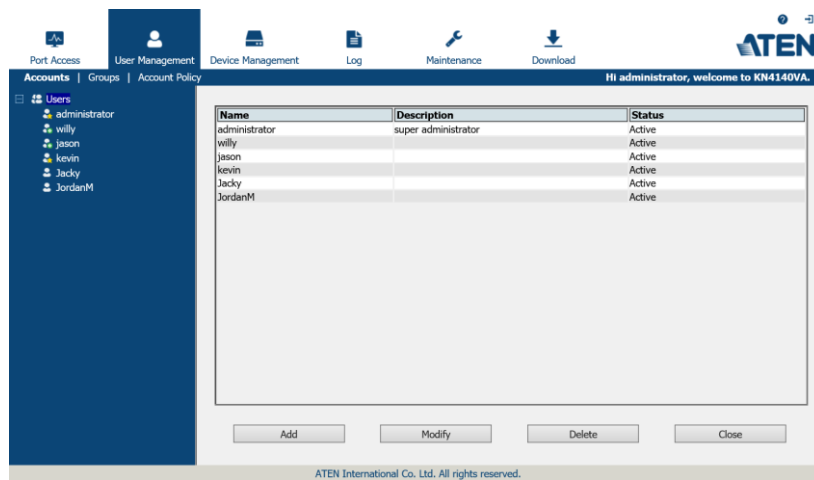 ATEN
Port Access User Management Device Management Log Maintenance Download
Accounts | Groups | Account Policy Hi administrator, welcome to KN4140VA.
Users
administrator
willy
jason
kevin
Jacky
JordanM
Name Description Status
administrator super administrator Active
willy Active
jason Active
kevin Active
Jacky Active
JordanM Active
Add Modify Delete Close
ATEN International Co. Ltd. All rights reserved.